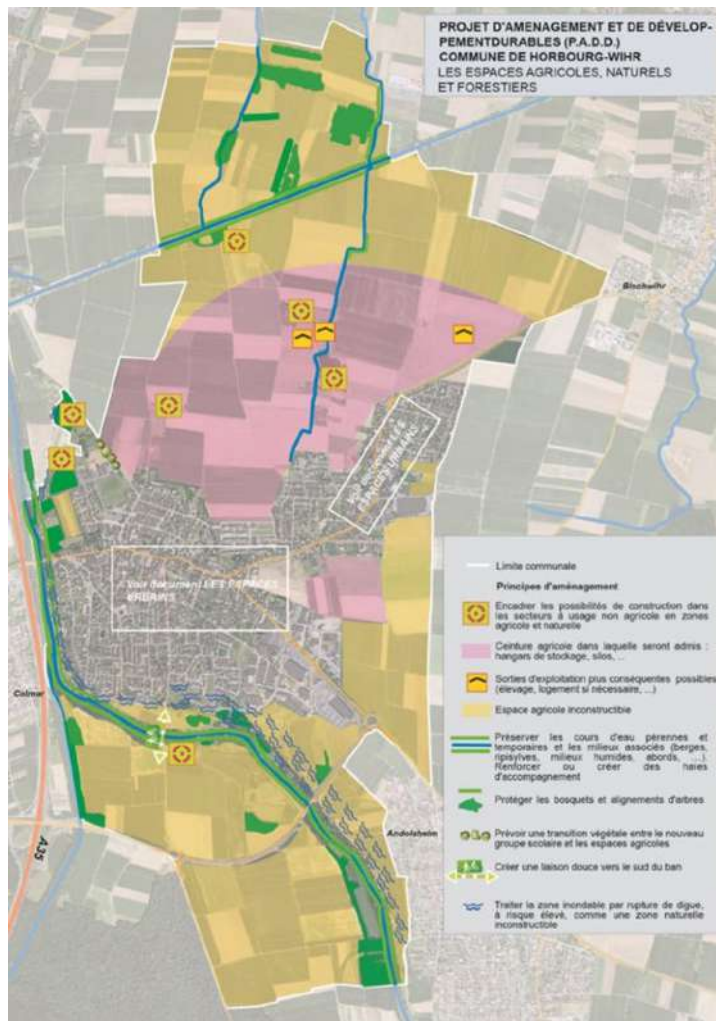 PROJET D'AMENAGEMENT ET DE DÉVELOP-
PEMENTDURABLES (P.A.D.D.)
COMMUNE DE HORBOURG-WIHR
LES ESPACES AGRICOLES, NATURELS
ET FORESTIERS
Bischwihr
Voir document LES
ESPACES URBAINS
Voir document LES ESPACES
URBAINS
Colmar
Andolsheim
A35
Limite communale
Principes d'aménagement
Encadrer les possibilités de construction dans
les secteurs à usage non agricole en zones
agricole et naturelle
Ceinture agricole dans laquelle seront admis :
hangars de stockage, silos, ...
Sorties d'exploitation plus conséquentes possibles
(élevage, logement si nécessaire, ...)
Espace agricole inconstructible
Préserver les cours d'eau pérennes et
temporaires et les milieux associés (berges,
ripisylves, milieux humides, abords, ....).
Renforcer ou créer des haies
d'accompagnement
Protéger les bosquets et alignements d'arbres
Prévoir une transition végétale entre le nouveau
groupe scolaire et les espaces agricoles
Créer une liaison douce vers le sud du ban
Traiter la zone inondable par rupture de digue,
à risque élevé, comme une zone naturelle
inconstructible